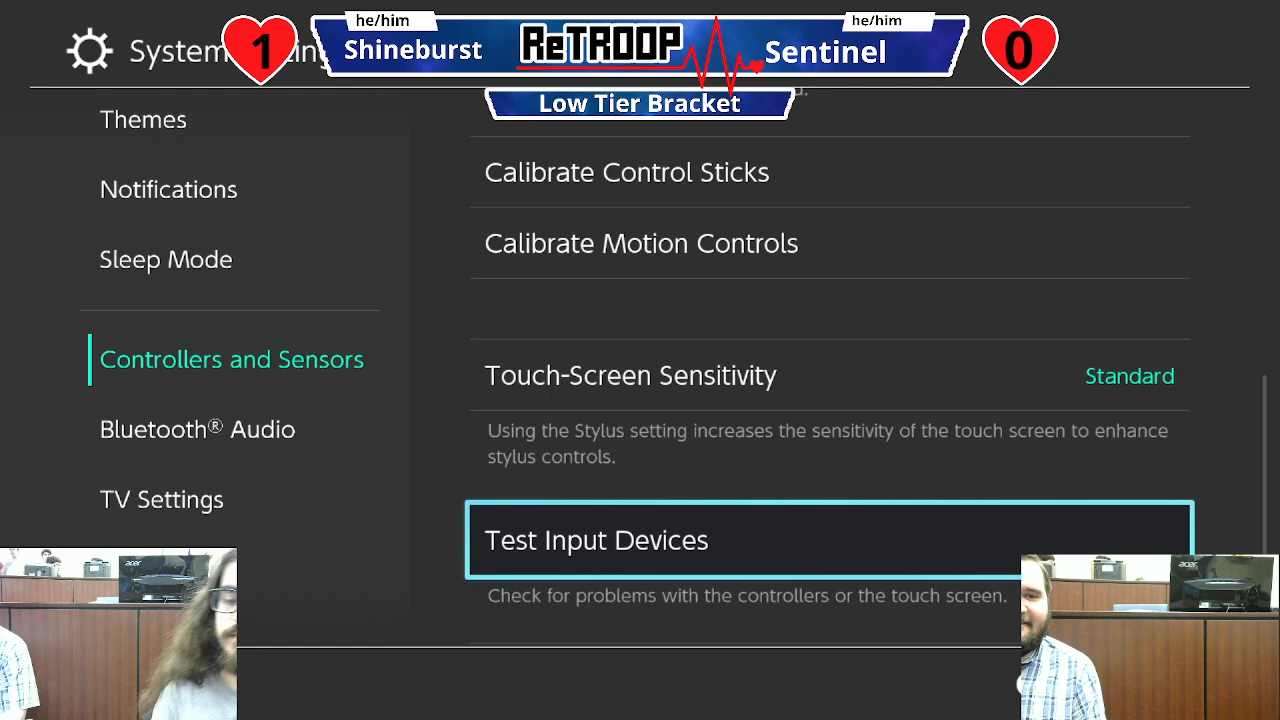 he/him
he/him
System
1
Shineburst
ReTROOP
Sentinel
0
Low Tier Bracket
Themes
Notifications
Sleep Mode
Controllers and Sensors
Bluetooth® Audio
TV Settings
Calibrate Control Sticks
Calibrate Motion Controls
Touch-Screen Sensitivity
Standard
Using the Stylus setting increases the sensitivity of the touch screen to enhance
stylus controls.
Test Input Devices
Check for problems with the controllers or the touch screen.
acer
acer